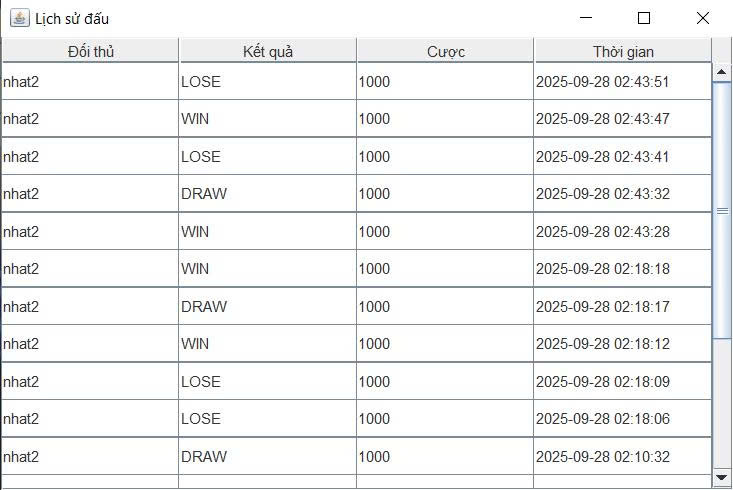 Lịch sử đấu
Đối thủ Kết quả Cược Thời gian
nhat2 LOSE 1000 2025-09-28 02:43:51
nhat2 WIN 1000 2025-09-28 02:43:47
nhat2 LOSE 1000 2025-09-28 02:43:41
nhat2 DRAW 1000 2025-09-28 02:43:32
nhat2 WIN 1000 2025-09-28 02:43:28
nhat2 WIN 1000 2025-09-28 02:18:18
nhat2 DRAW 1000 2025-09-28 02:18:17
nhat2 WIN 1000 2025-09-28 02:18:12
nhat2 LOSE 1000 2025-09-28 02:18:09
nhat2 LOSE 1000 2025-09-28 02:18:06
nhat2 DRAW 1000 2025-09-28 02:10:32